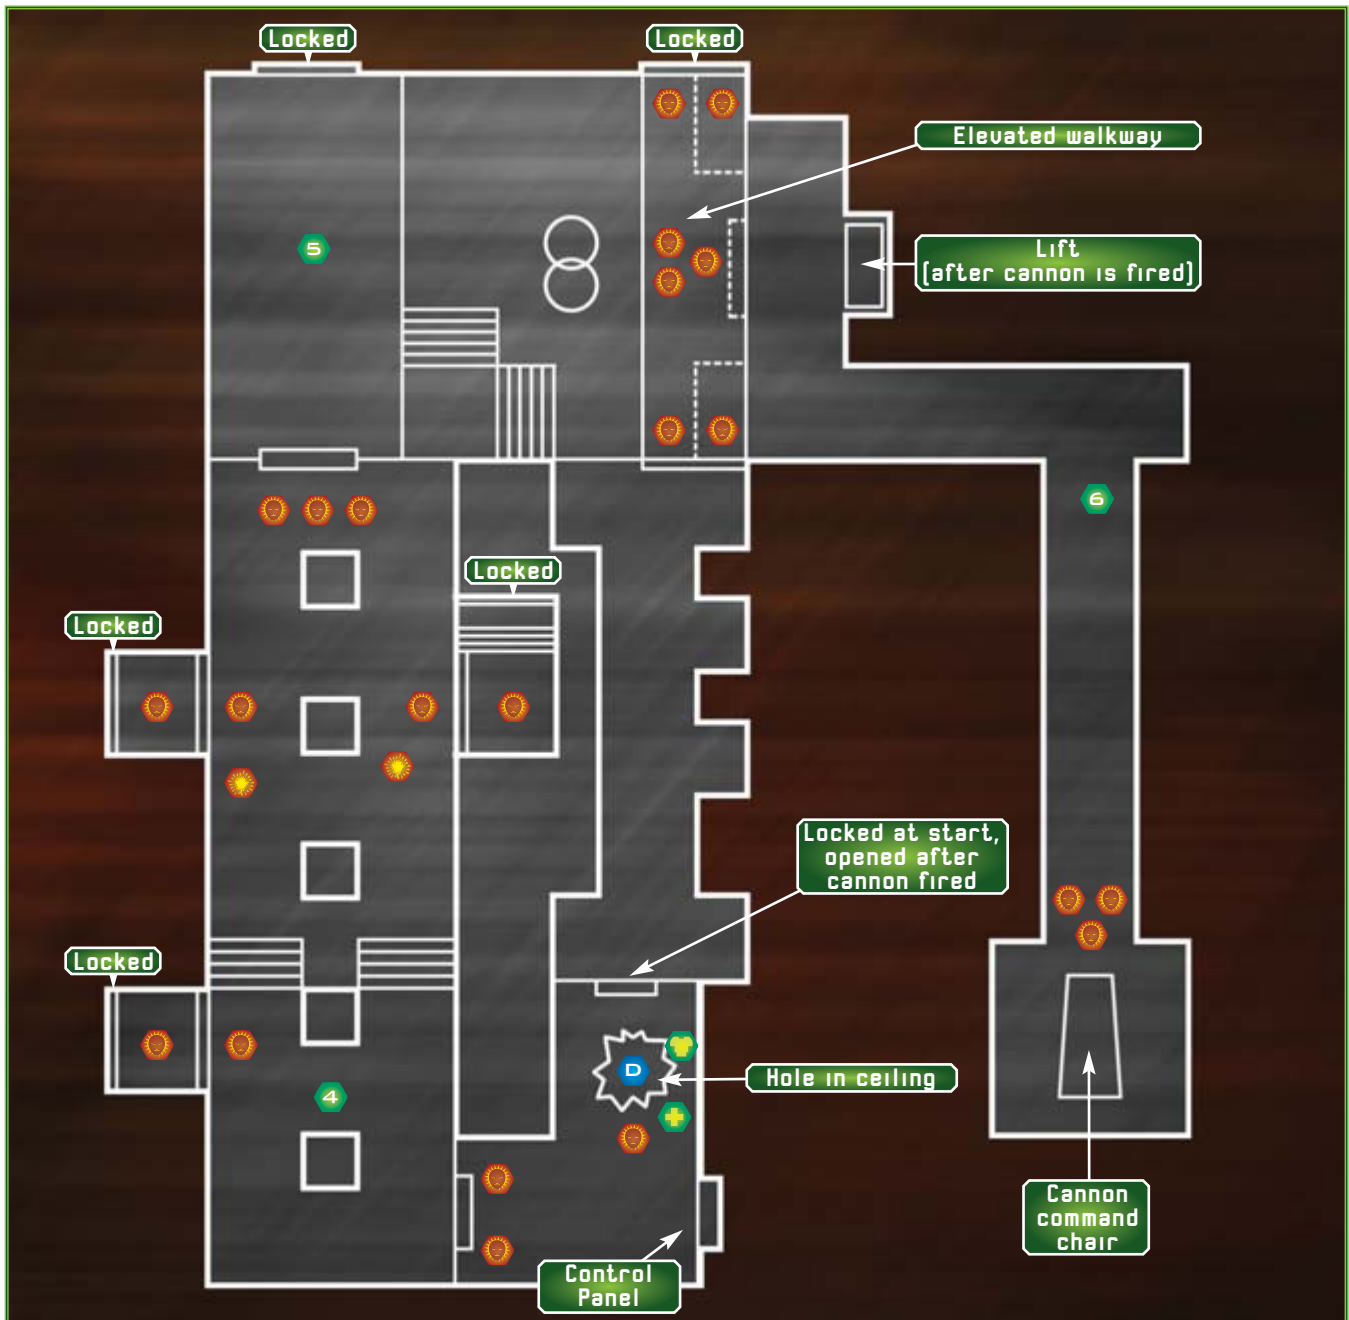 Locked
Locked
Elevated walkway
5
Lift
[after cannon is fired]
6
Locked
Locked
Locked at start,
opened after
cannon fired
Locked
D
Hole in ceiling
4
Cannon
command
chair
Control
Panel